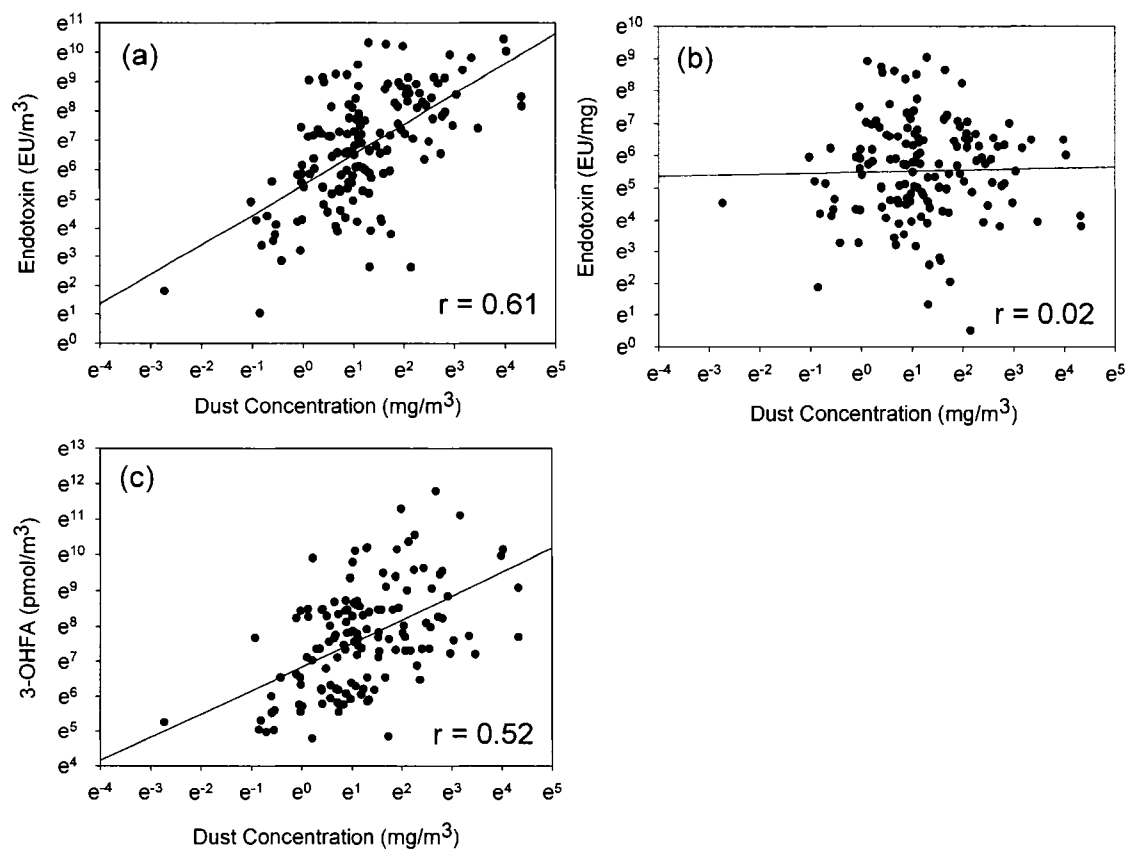 (a)
Endotoxin (EU/m³)
e¹¹
e¹⁰
e⁹
e⁸
e⁷
e⁶
e⁵
e⁴
e³
e²
e¹
e⁰
r = 0.61
e⁻⁴ e⁻³ e⁻² e⁻¹ e⁰ e¹ e² e³ e⁴ e⁵
Dust Concentration (mg/m³)
(b)
Endotoxin (EU/mg)
e¹⁰
e⁹
e⁸
e⁷
e⁶
e⁵
e⁴
e³
e²
e¹
e⁰
r = 0.02
e⁻⁴ e⁻³ e⁻² e⁻¹ e⁰ e¹ e² e³ e⁴ e⁵
Dust Concentration (mg/m³)
(c)
3-OHFA (pmol/m³)
e¹³
e¹²
e¹¹
e¹⁰
e⁹
e⁸
e⁷
e⁶
e⁵
e⁴
r = 0.52
e⁻⁴ e⁻³ e⁻² e⁻¹ e⁰ e¹ e² e³ e⁴ e⁵
Dust Concentration (mg/m³)